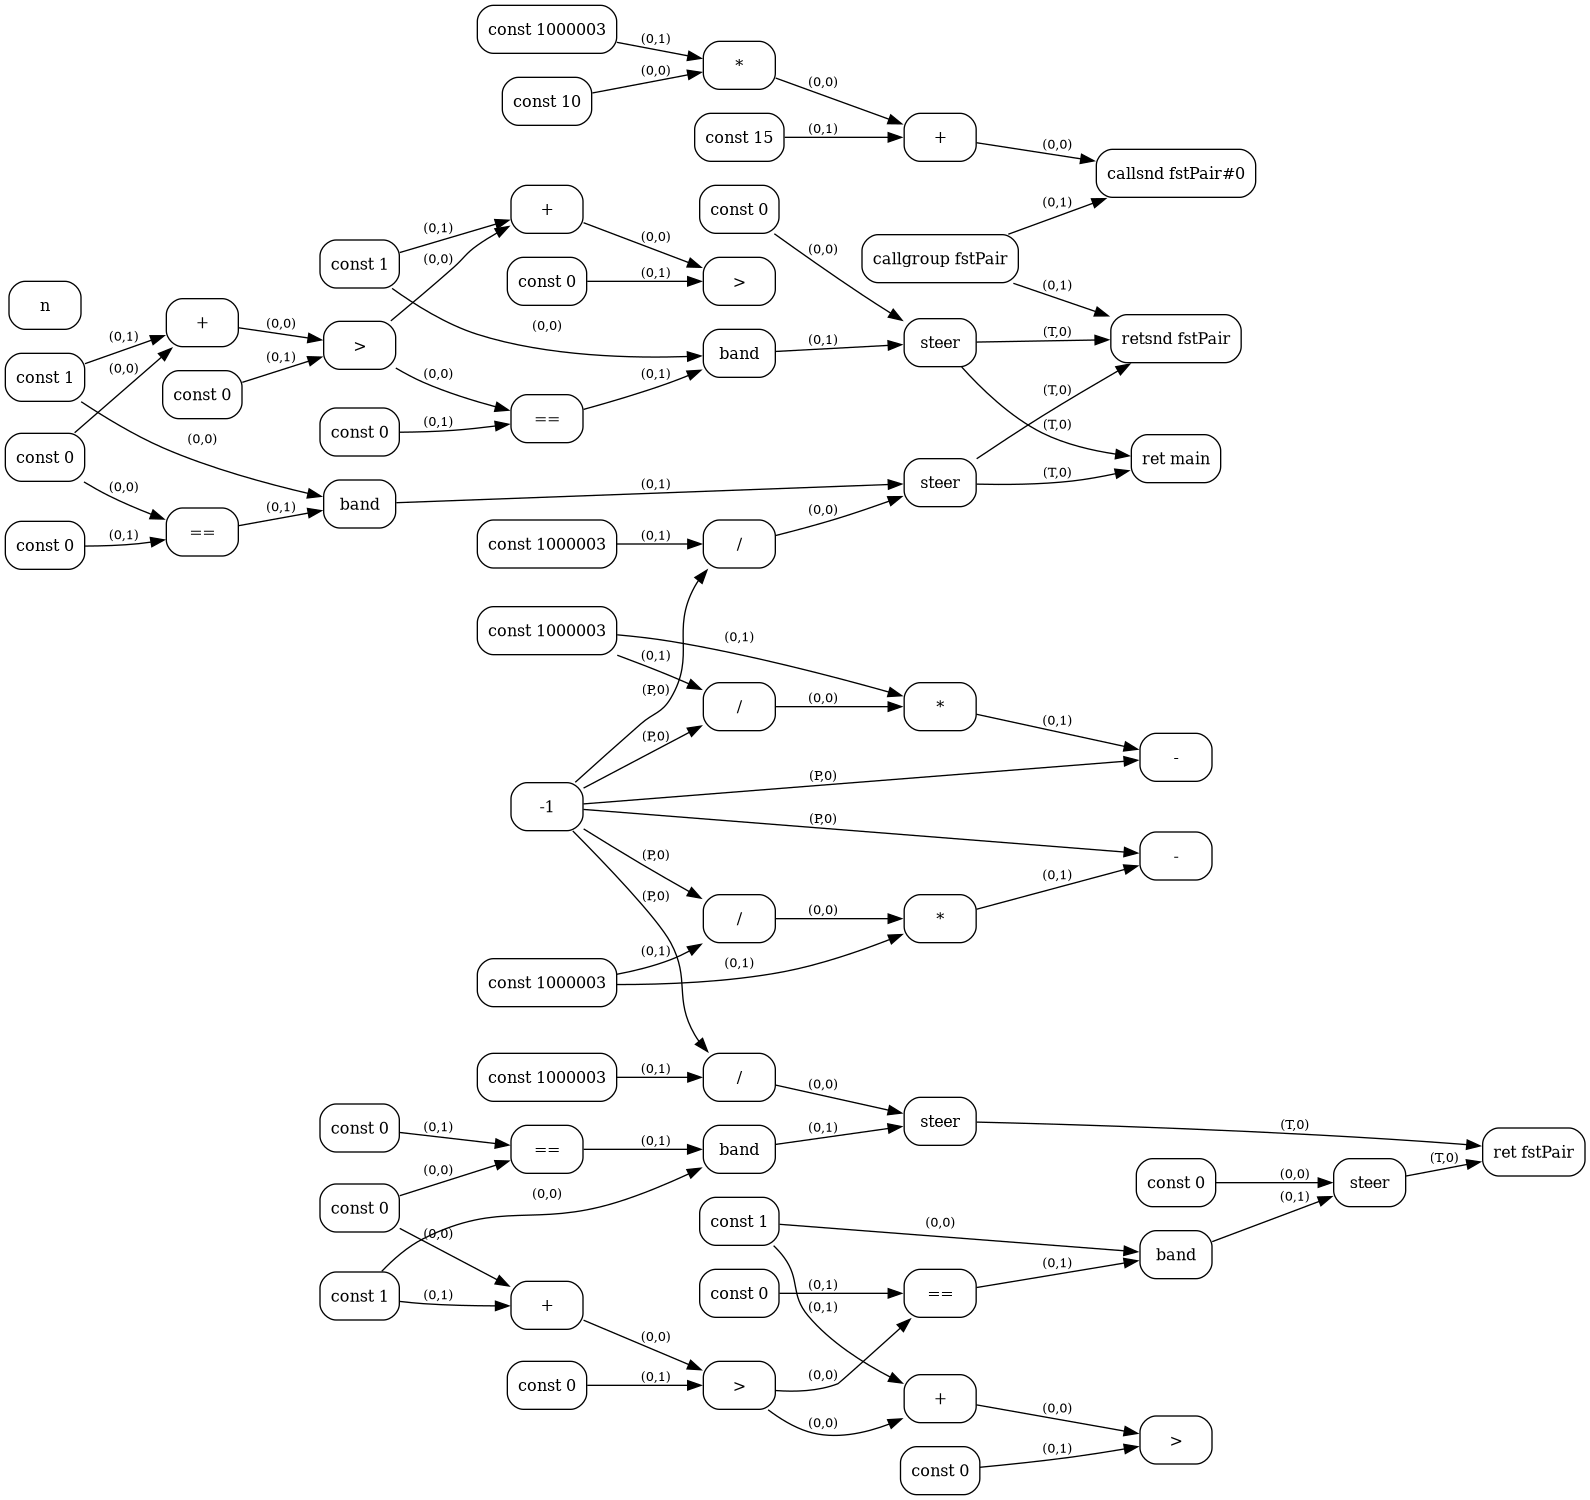 const 1000003
(0,1)
*
(0,0)
const 10
(0,0)
const 15
(0,1)
+
(0,0)
callsnd fstPair#0
const 0
(0,0)
callgroup fstPair
(0,1)
(0,1)
+
(0,0)
const 1
(0,1)
(0,0)
const 0
(0,1)
>
n
+
(0,0)
const 1
(0,1)
(0,0)
>
(0,1)
const 0
(0,0)
(0,0)
band
(0,1)
steer
(T,0)
(T,0)
retsnd fstPair
(0,1)
const 0
(0,1)
==
(0,0)
const 0
(0,0)
(T,0)
(T,0)
ret main
const 0
(0,1)
==
(0,1)
band
(0,1)
steer
const 1000003
(0,1)
/
(0,0)
const 1000003
(0,1)
(0,1)
(P,0)
/
(0,0)
*
(0,1)
-
(P,0)
(P,0)
-1
(P,0)
-
(P,0)
(P,0)
/
(0,0)
*
(0,1)
(0,1)
(0,1)
const 1000003
const 1000003
(0,1)
/
(0,0)
steer
(T,0)
const 0
(0,1)
==
(0,1)
band
(0,1)
ret fstPair
const 0
(0,0)
(0,0)
(0,0)
const 0
(0,0)
steer
(T,0)
(0,1)
const 1
(0,0)
band
const 1
(0,1)
+
(0,0)
const 0
(0,1)
(0,1)
==
(0,1)
const 0
(0,1)
>
(0,0)
(0,0)
+
(0,0)
>
const 0
(0,1)